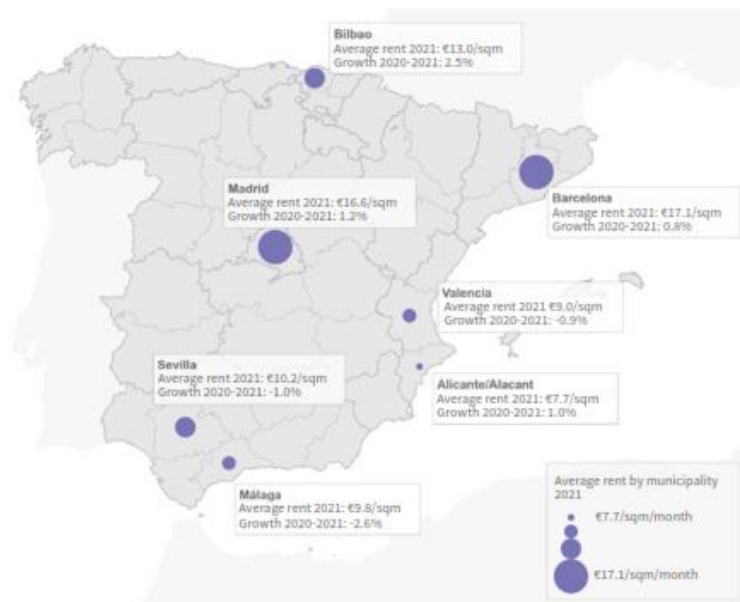 Bilbao
Average rent 2021: €13.0/sqm
Growth 2020-2021: 2.5%
Madrid
Average rent 2021: €16.6/sqm
Growth 2020-2021: 1.2%
Barcelona
Average rent 2021: €17.1/sqm
Growth 2020-2021: 0.8%
Valencia
Average rent 2021 €9.0/sqm
Growth 2020-2021: -0.9%
Sevilla
Average rent 2021: €10.2/sqm
Growth 2020-2021: -1.0%
Alicante/Alacant
Average rent 2021: €7.7/sqm
Growth 2020-2021: 1.0%
Málaga
Average rent 2021: €9.8/sqm
Growth 2020-2021: -2.6%
Average rent by municipality
2021
€7.7/sqm/month
€17.1/sqm/month